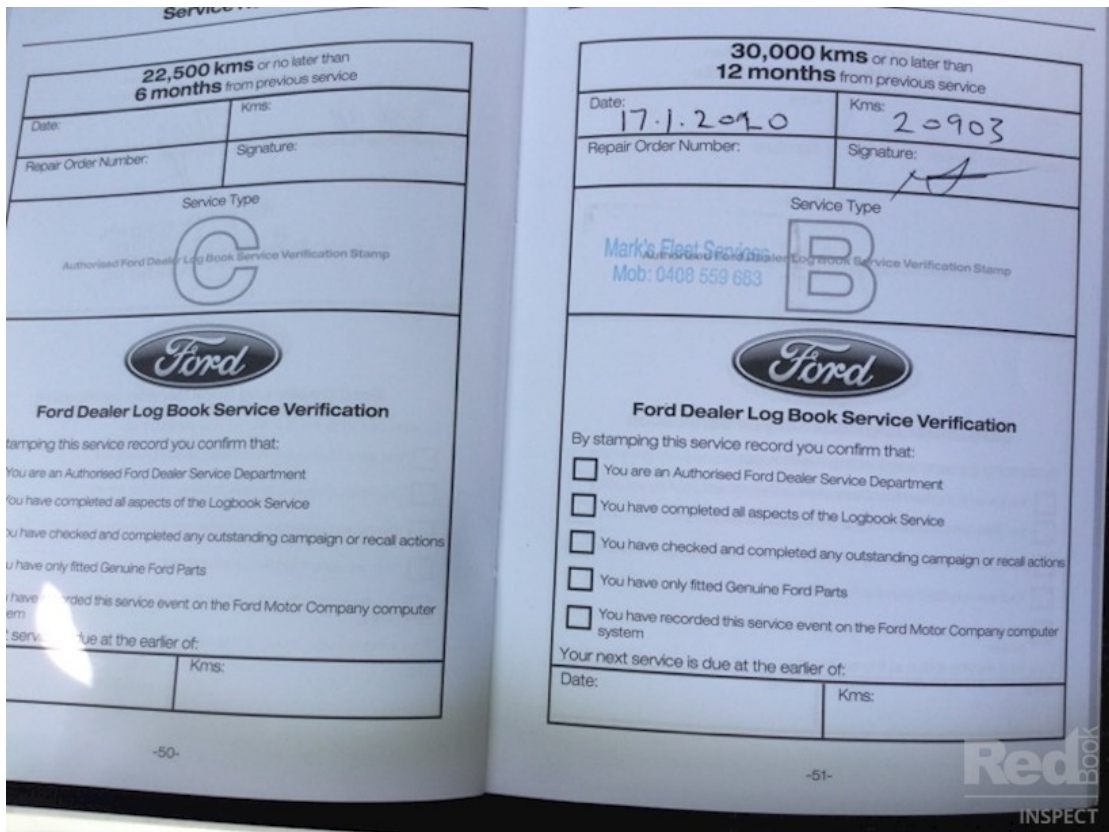 22,500 kms or no later than
6 months from previous service
Date:
Kms:
Repair Order Number:
Signature:
Service Type
C
Authorised Ford Dealer Log Book Service Verification Stamp
Ford
Ford Dealer Log Book Service Verification
tamping this service record you confirm that:
You are an Authorised Ford Dealer Service Department
You have completed all aspects of the Logbook Service
ou have checked and completed any outstanding campaign or recall actions
u have only fitted Genuine Ford Parts
have rded this service event on the Ford Motor Company computer
em
servi ue at the earlier of:
Kms:
-50-
30,000 kms or no later than
12 months from previous service
Date: 17.1.2020
Kms: 20903
Repair Order Number:
Signature:
Service Type
B
Authorised Ford Dealer Log Book Service Verification Stamp
Mark's Fleet Services
Mob: 0408 559 683
Ford
Ford Dealer Log Book Service Verification
By stamping this service record you confirm that:
You are an Authorised Ford Dealer Service Department
You have completed all aspects of the Logbook Service
You have checked and completed any outstanding campaign or recall actions
You have only fitted Genuine Ford Parts
You have recorded this service event on the Ford Motor Company computer
system
Your next service is due at the earlier of:
Date:
Kms:
-51-
RedBook
INSPECT